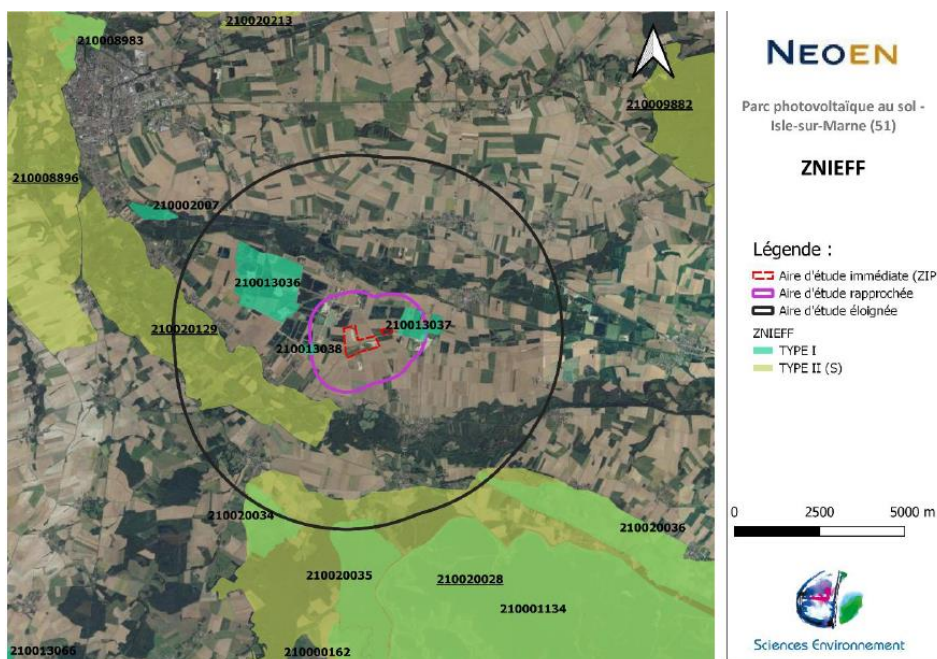 210020213
210008983
210009882
210008896
210002007
210013036
210013037
210020129
210013038
210020034
210020036
210020035
210020028
210001134
210013066
210000162
NEOEN
Parc photovoltaïque au sol -
Isle-sur-Marne (51)
ZNIEFF
Légende :
Aire d'étude immédiate (ZIP
Aire d'étude rapprochée
Aire d'étude éloignée
ZNIEFF
TYPE I
TYPE II (S)
0 2500 5000 m
Sciences Environnement